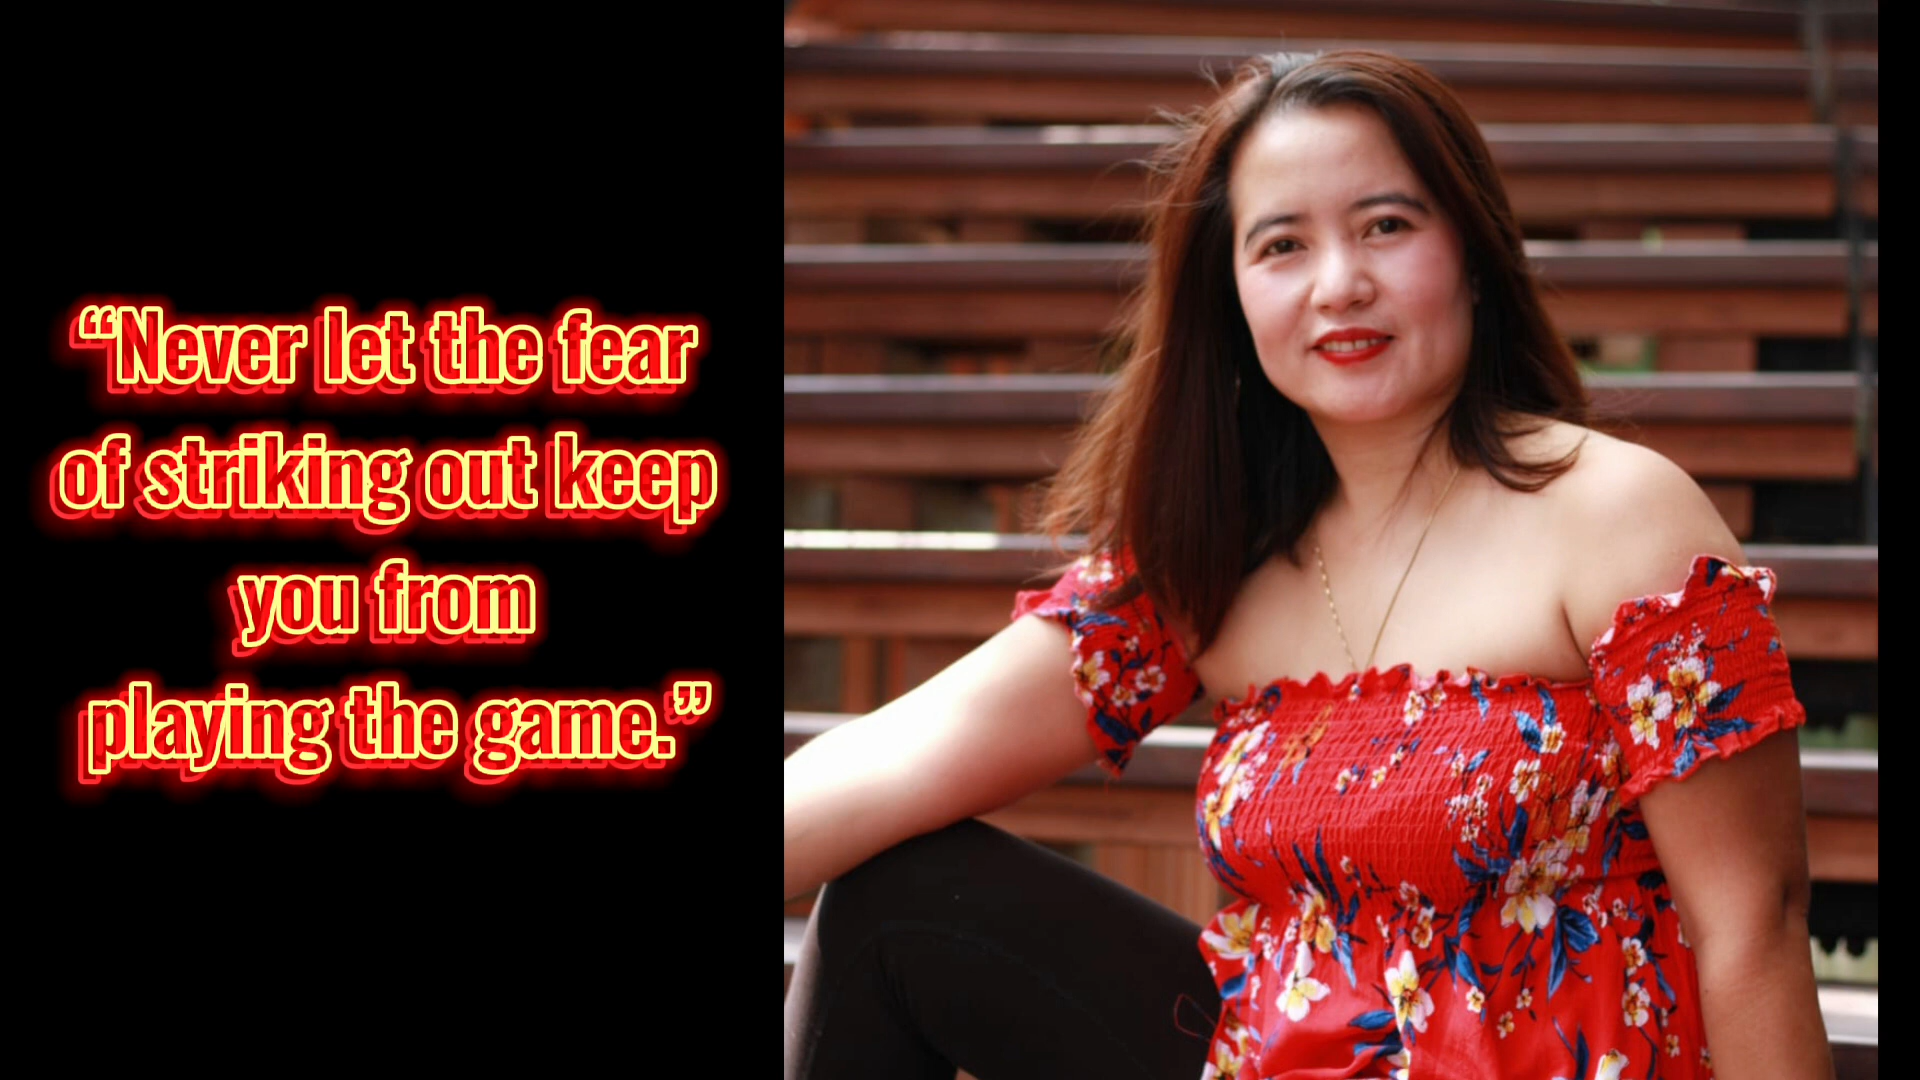 “Never let the fear
of striking out keep
you from
playing the game.”